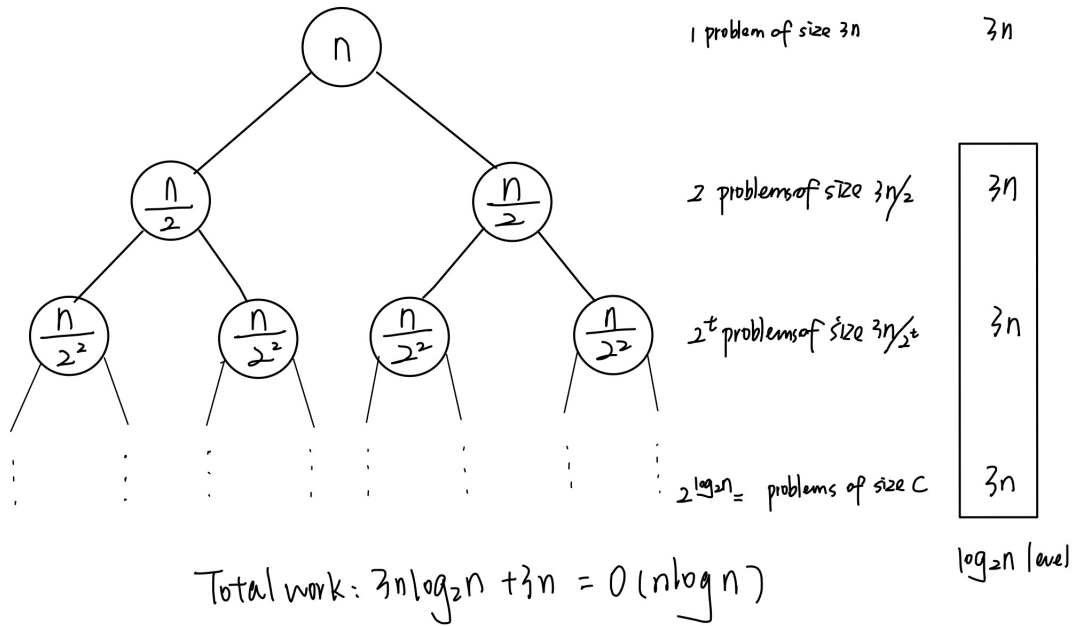 n
1 problem of size 3n 3n
n/2 n/2
2 problems of size 3n/2 3n
n/2² n/2² n/2² n/2²
2^t problems of size 3n/2^t 3n
2^log₂n = problems of size C 3n
log₂n level
Total work: 3nlog₂n + 3n = O(nlogn)